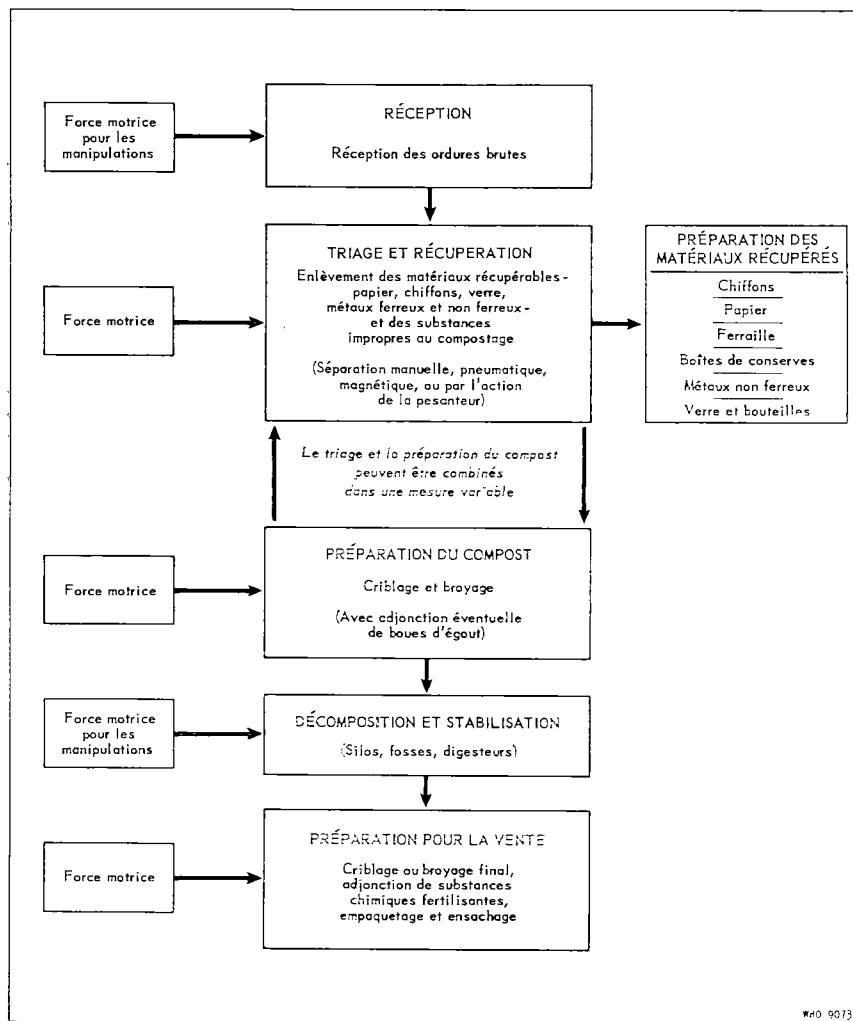 Force motrice
pour les
manipulations
RÉCEPTION
Réception des ordures brutes
Force motrice
TRIAGE ET RÉCUPERATION
Enlèvement des matériaux récupérables -
papier, chiffons, verre,
métaux ferreux et non ferreux -
et des substances
impropres au compostage
(Séparation manuelle, pneumatique,
magnétique, ou par l'action
de la pesanteur)
PRÉPARATION DES
MATÉRIAUX RÉCUPÉRÉS
Chiffons
Papier
Ferraille
Boîtes de conserves
Métaux non ferreux
Verre et bouteilles
Le triage et la préparation du compost
peuvent être combinés
dans une mesure variable
Force motrice
PRÉPARATION DU COMPOST
Criblage et broyage
(Avec adjonction éventuelle
de boues d'égout)
Force motrice
pour les
manipulations
DÉCOMPOSITION ET STABILISATION
(Silos, fosses, digesteurs)
Force motrice
PRÉPARATION POUR LA VENTE
Criblage ou broyage final,
adjonction de substances
chimiques fertilisantes,
empaquetage et ensachage
WHO 9073